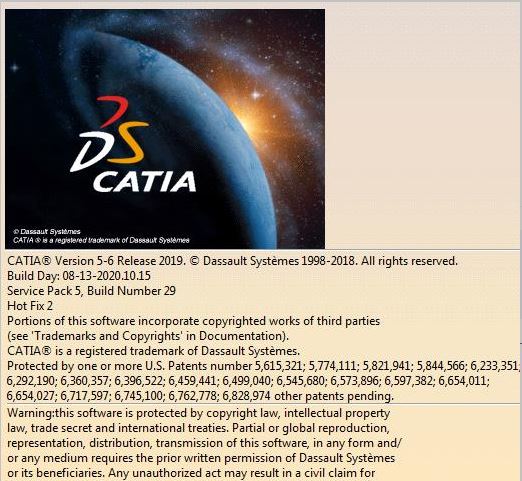 DS CATIA
© Dassault Systèmes
CATIA ® is a registered trademark of Dassault Systèmes
CATIA® Version 5-6 Release 2019. © Dassault Systèmes 1998-2018. All rights reserved.
Build Day: 08-13-2020.10.15
Service Pack 5, Build Number 29
Hot Fix 2
Portions of this software incorporate copyrighted works of third parties
(see 'Trademarks and Copyrights' in Documentation).
CATIA® is a registered trademark of Dassault Systèmes.
Protected by one or more U.S. Patents number 5,615,321; 5,774,111; 5,821,941; 5,844,566; 6,233,351;
6,292,190; 6,360,357; 6,396,522; 6,459,441; 6,499,040; 6,545,680; 6,573,896; 6,597,382; 6,654,011;
6,654,027; 6,717,597; 6,745,100; 6,762,778; 6,828,974 other patents pending.
Warning:this software is protected by copyright law, intellectual property
law, trade secret and international treaties. Partial or global reproduction,
representation, distribution, transmission of this software, in any form and/
or any medium requires the prior written permission of Dassault Systèmes
or its beneficiaries. Any unauthorized act may result in a civil claim for